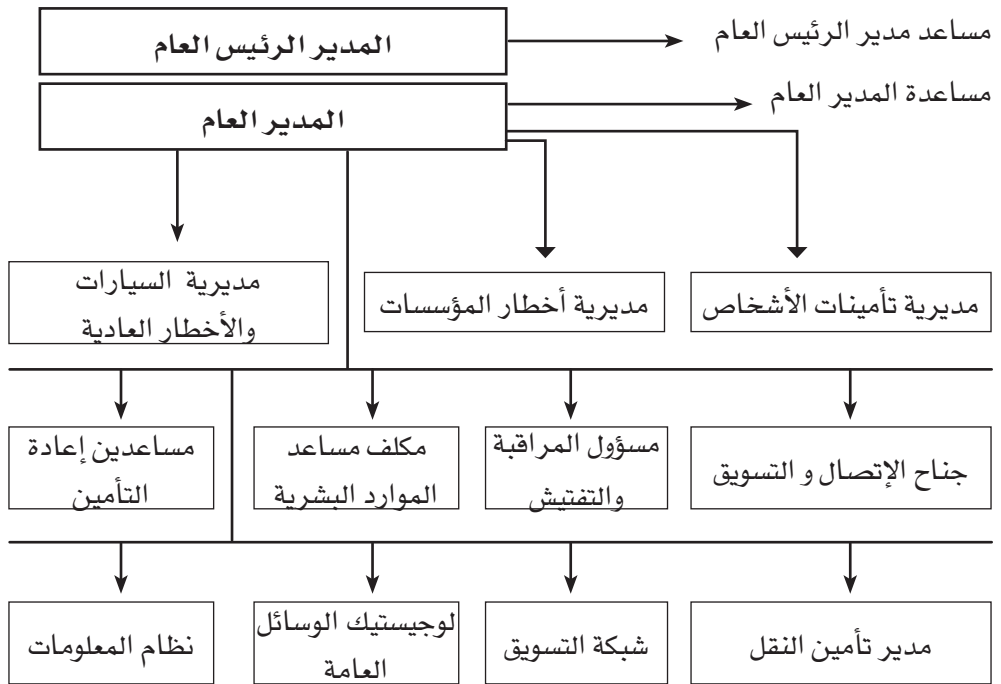 المدير الرئيس العام
مساعد مدير الرئيس العام
المدير العام
مساعدة المدير العام
مديرية تأمينات الأشخاص
مديرية أخطار المؤسسات
مديرية السيارات
والأخطار العادية
جناح الإتصال و التسويق
مسؤول المراقبة
والتفتيش
مكلف مساعد
الموارد البشرية
مساعدين إعادة
التأمين
مدير تأمين النقل
شبكة التسويق
لوجيستيك الوسائل
العامة
نظام المعلومات